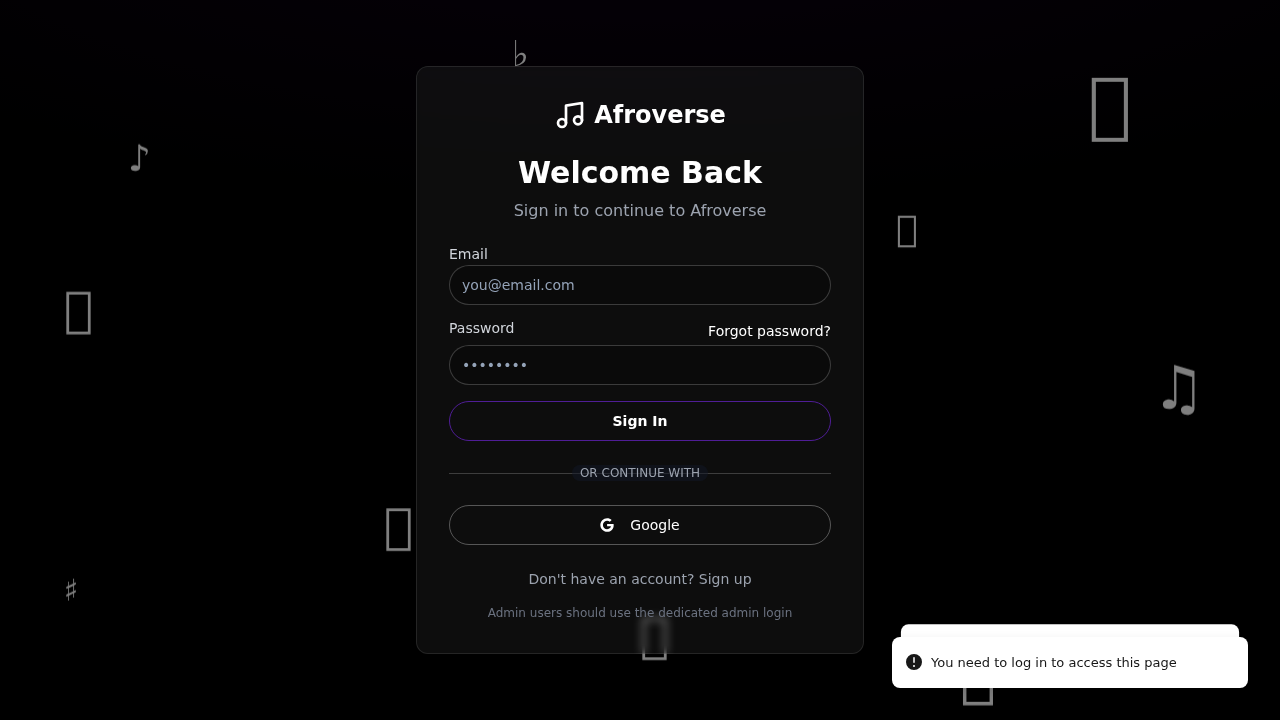 Afroverse
Welcome Back
Sign in to continue to Afroverse
Email
you@email.com
Password
Forgot password?
••••••••
Sign In
OR CONTINUE WITH
Google
Don't have an account? Sign up
Admin users should use the dedicated admin login
You need to log in to access this page